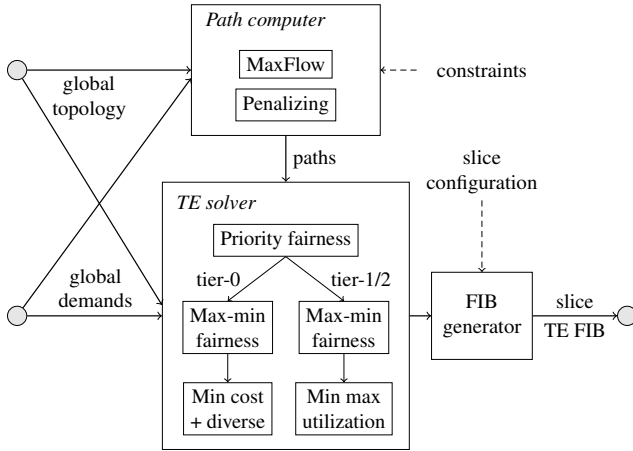 Path computer
MaxFlow
Penalizing
global
topology
constraints
paths
slice
configuration
TE solver
Priority fairness
tier-0
tier-1/2
global
demands
Max-min
fairness
Max-min
fairness
FIB
generator
slice
TE FIB
Min cost
+ diverse
Min max
utilization